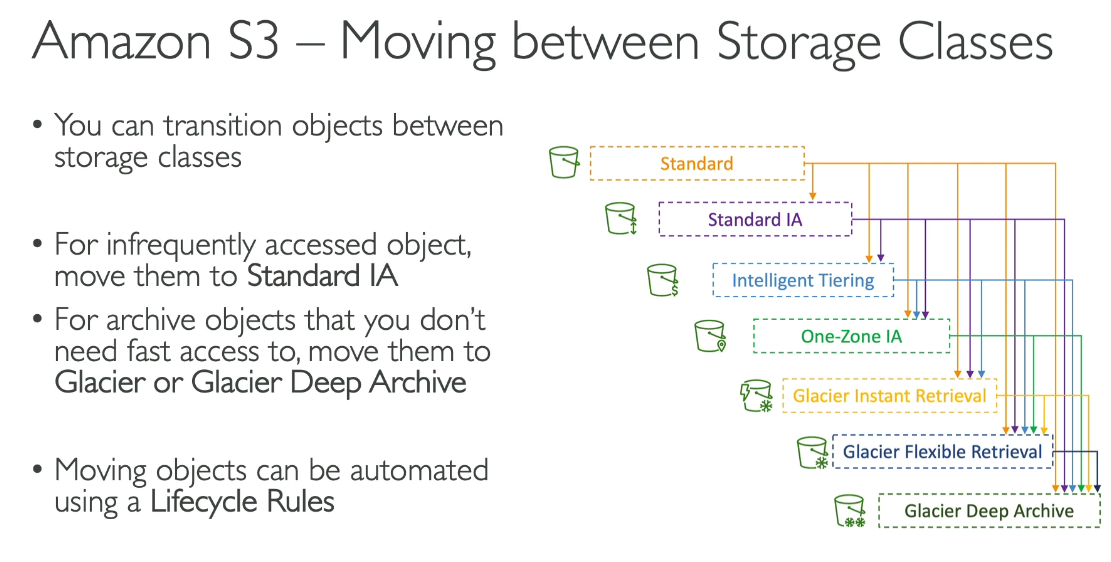 Amazon S3 – Moving between Storage Classes
• You can transition objects between
storage classes
• For infrequently accessed object,
move them to Standard IA
• For archive objects that you don't
need fast access to, move them to
Glacier or Glacier Deep Archive
• Moving objects can be automated
using a Lifecycle Rules
Standard
Standard IA
Intelligent Tiering
One-Zone IA
Glacier Instant Retrieval
Glacier Flexible Retrieval
Glacier Deep Archive